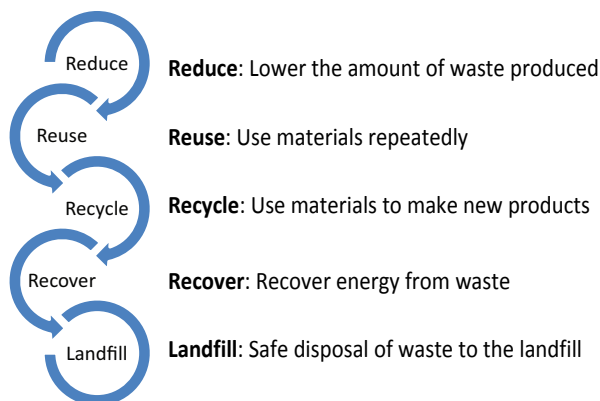 Reduce
Reduce: Lower the amount of waste produced
Reuse
Reuse: Use materials repeatedly
Recycle
Recycle: Use materials to make new products
Recover
Recover: Recover energy from waste
Landfill
Landfill: Safe disposal of waste to the landfill